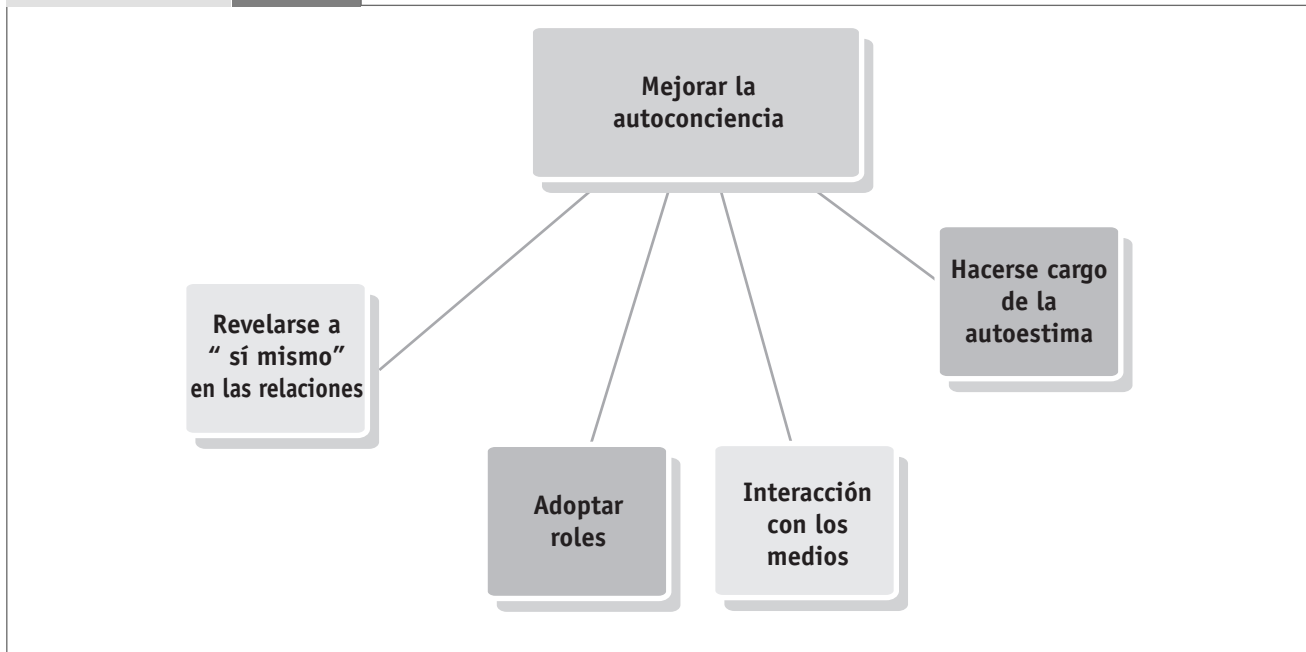 Mejorar la
autoconciencia
Hacerse cargo
de la
autoestima
Revelarse a
“ sí mismo”
en las relaciones
Adoptar
roles
Interacción
con los
medios